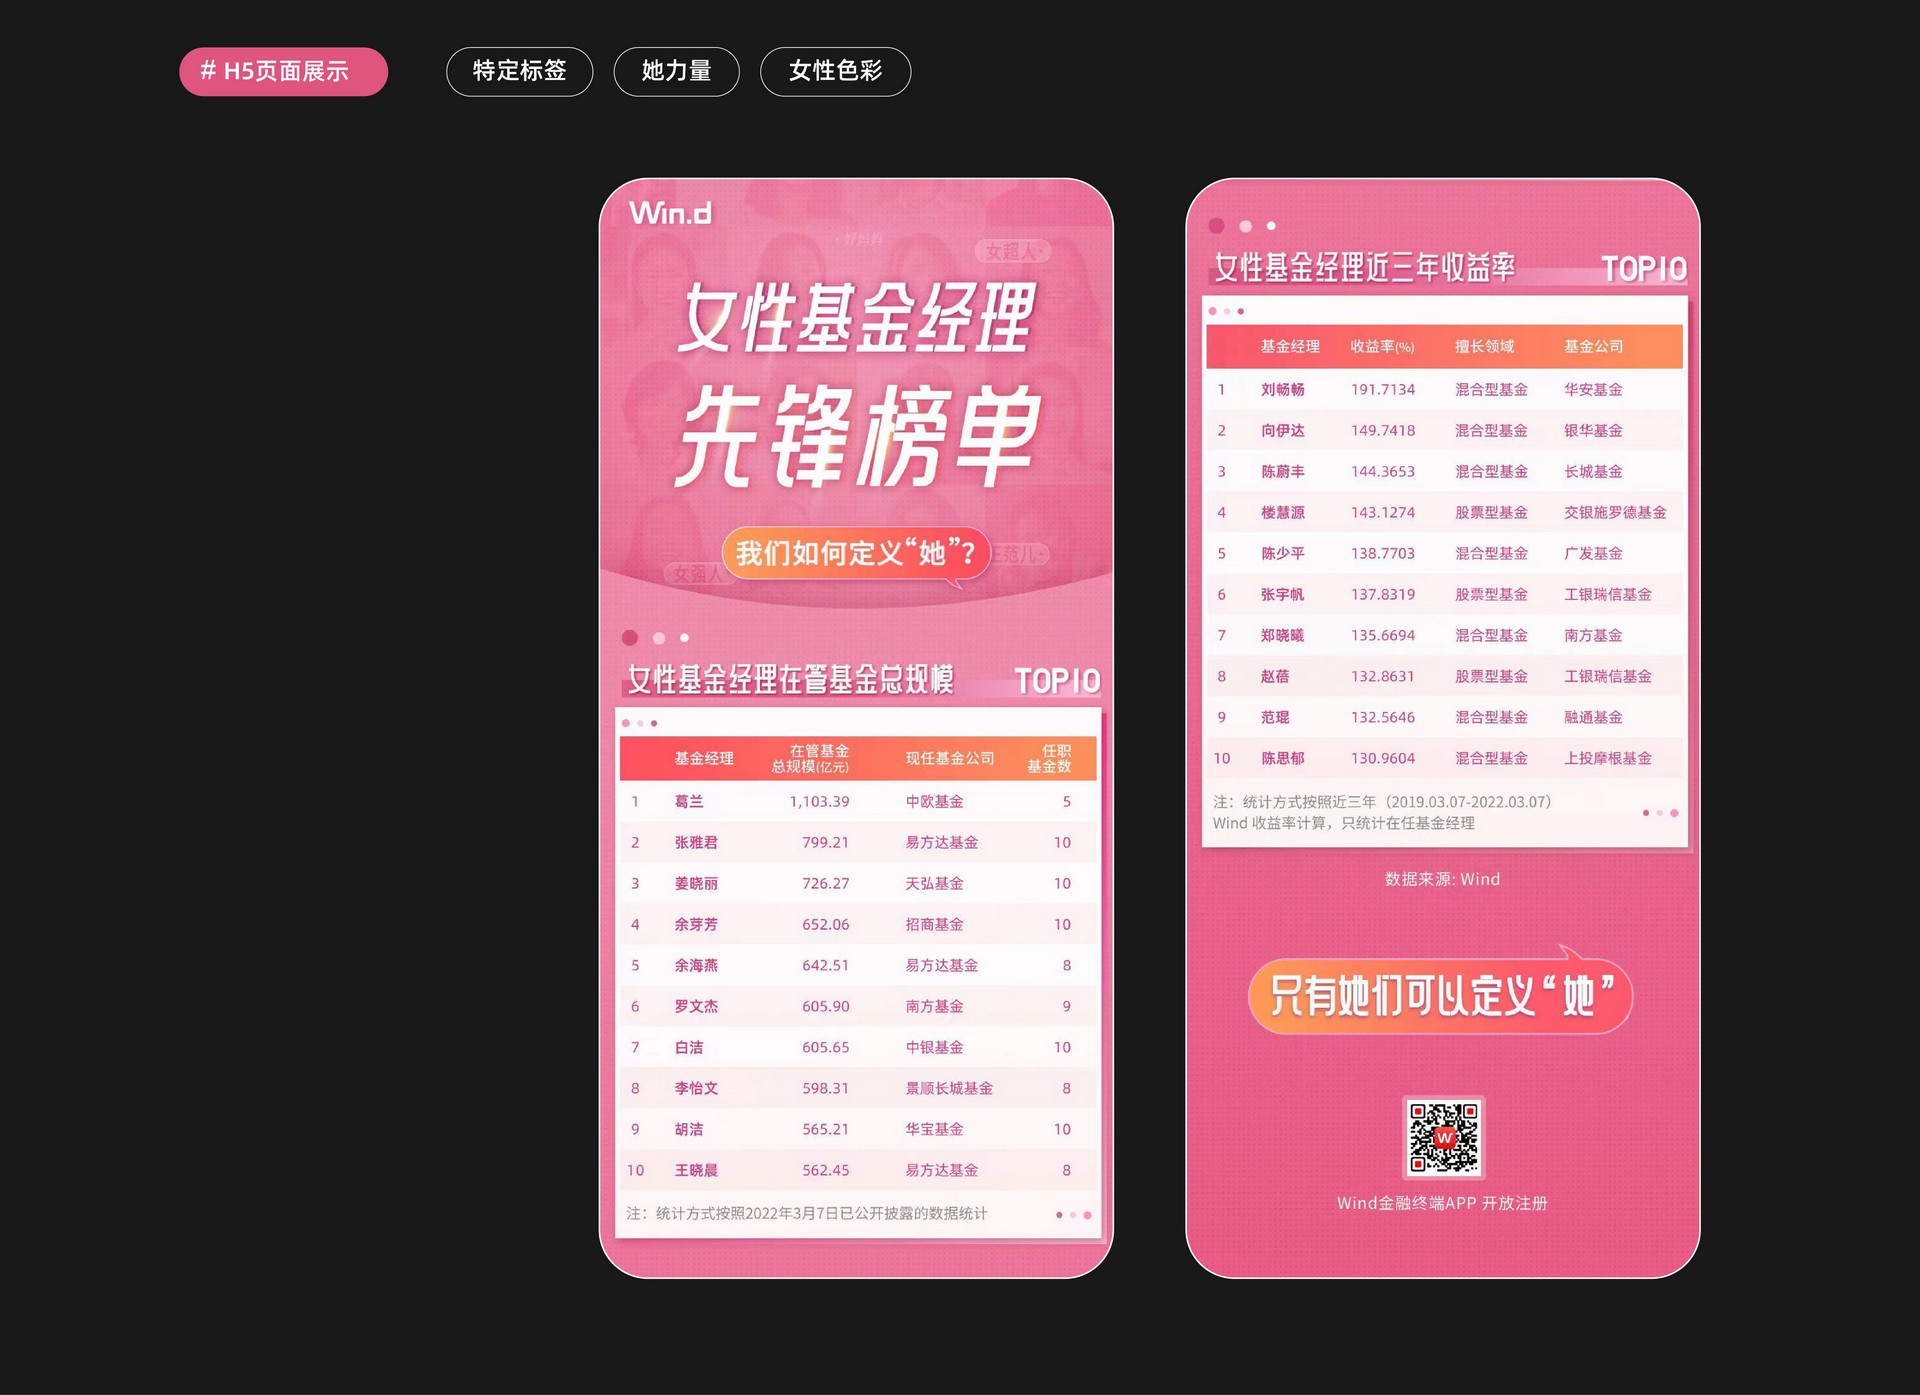 # H5页面展示
特定标签
她力量
女性色彩
Win.d
好妈妈
女超人
女性基金经理
先锋榜单
我们如何定义“她”?
女强人
范儿
女性基金经理在管基金总规模 TOP10
基金经理 在管基金总规模(亿元) 现任基金公司 任职基金数
1 葛兰 1,103.39 中欧基金 5
2 张雅君 799.21 易方达基金 10
3 姜晓丽 726.27 天弘基金 10
4 余芽芳 652.06 招商基金 10
5 余海燕 642.51 易方达基金 8
6 罗文杰 605.90 南方基金 9
7 白洁 605.65 中银基金 10
8 李怡文 598.31 景顺长城基金 8
9 胡洁 565.21 华宝基金 10
10 王晓晨 562.45 易方达基金 8
注：统计方式按照2022年3月7日已公开披露的数据统计
女性基金经理近三年收益率 TOP10
基金经理 收益率(%) 擅长领域 基金公司
1 刘畅畅 191.7134 混合型基金 华安基金
2 向伊达 149.7418 混合型基金 银华基金
3 陈蔚丰 144.3653 混合型基金 长城基金
4 楼慧源 143.1274 股票型基金 交银施罗德基金
5 陈少平 138.7703 混合型基金 广发基金
6 张宇帆 137.8319 股票型基金 工银瑞信基金
7 郑晓曦 135.6694 混合型基金 南方基金
8 赵蓓 132.8631 股票型基金 工银瑞信基金
9 范琨 132.5646 混合型基金 融通基金
10 陈思郁 130.9604 混合型基金 上投摩根基金
注：统计方式按照近三年（2019.03.07-2022.03.07）
Wind 收益率计算，只统计在任基金经理
数据来源: Wind
只有她们可以定义“她”
W
Wind金融终端APP 开放注册